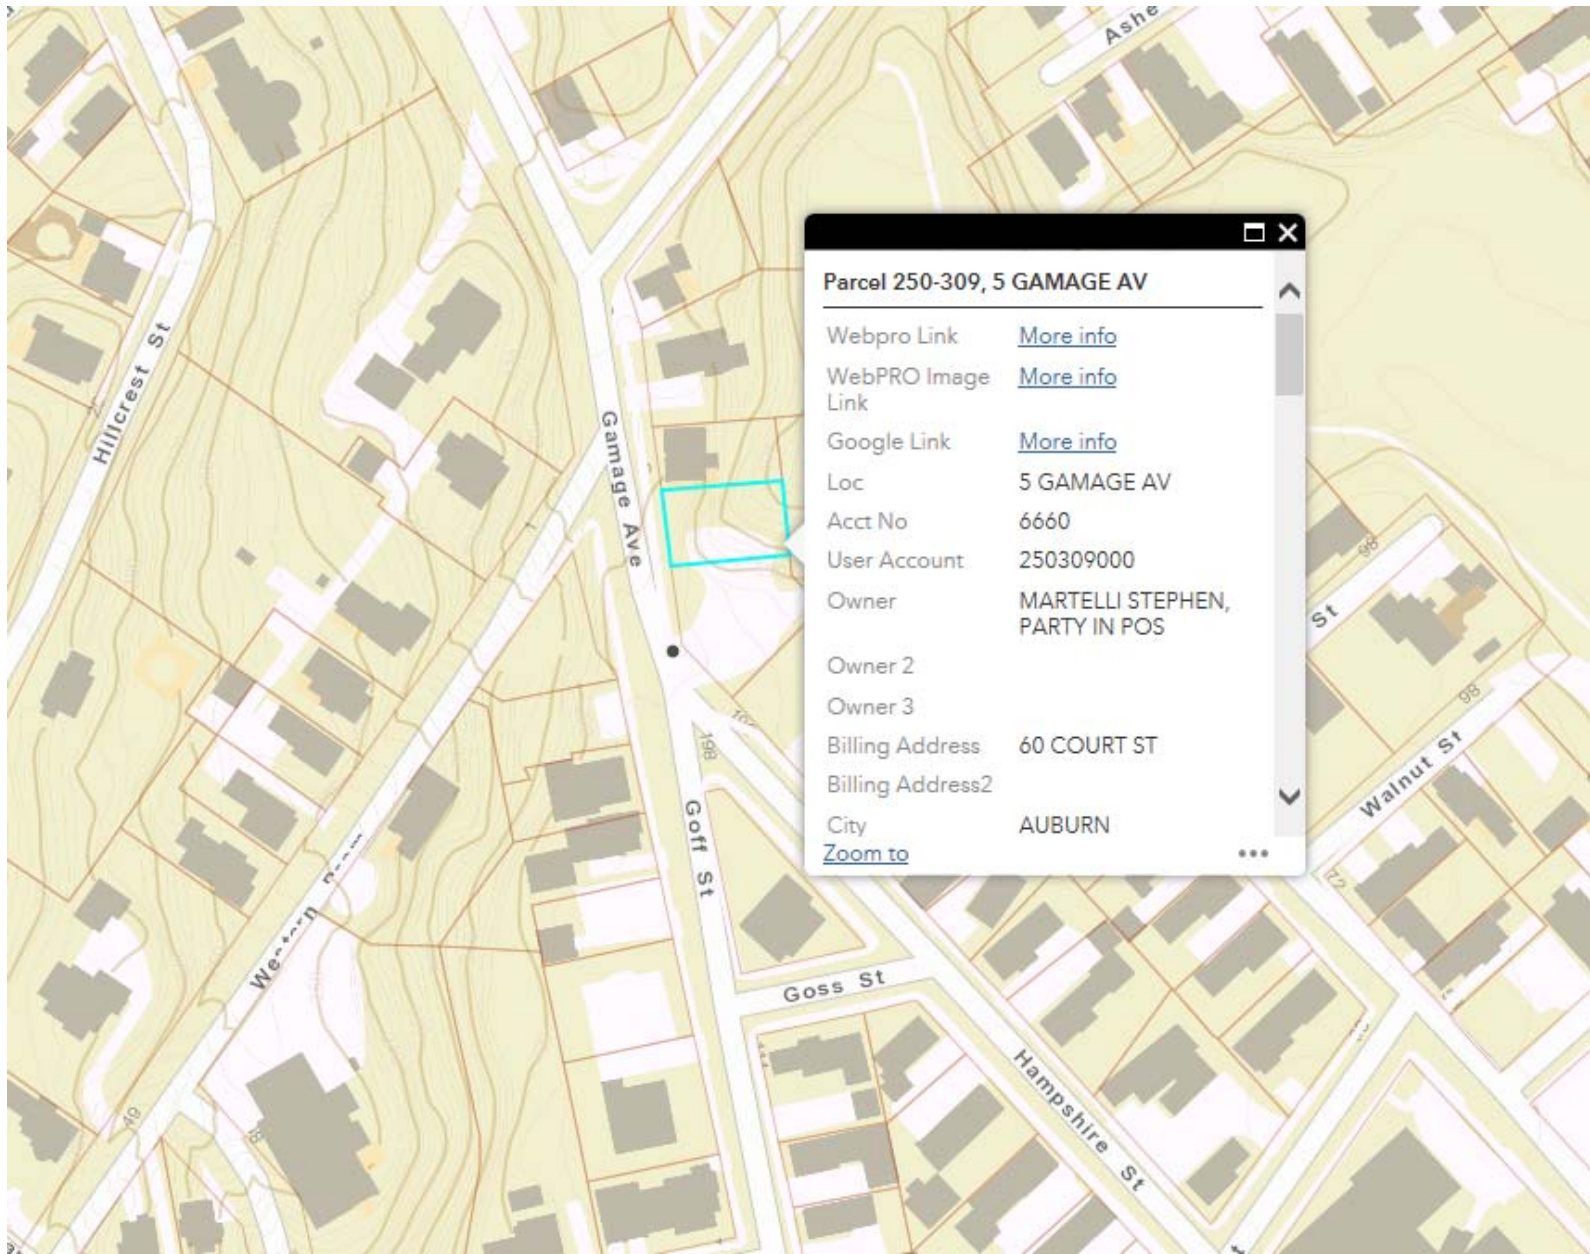 Ashe
Parcel 250-309, 5 GAMAGE AV
Webpro Link More info
WebPRO Image More info
Link
Google Link More info
Loc 5 GAMAGE AV
Acct No 6660
User Account 250309000
Owner MARTELLI STEPHEN,
PARTY IN POS
Owner 2
Owner 3
Billing Address 60 COURT ST
Billing Address2
City AUBURN
Zoom to
Hillcrest St
Gamage Ave
98
St
98
Walnut St
198
Goff St
72
Western
Goss St
Hampshire St
49